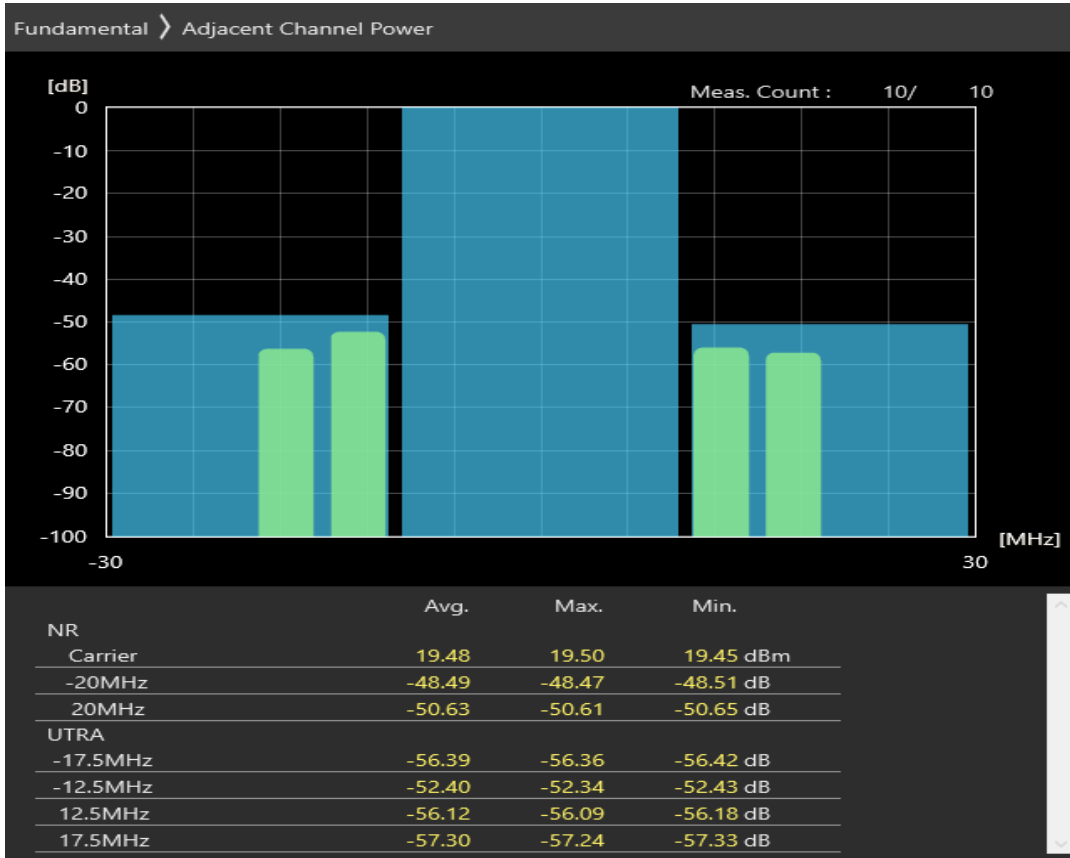 Fundamental ❭ Adjacent Channel Power
[dB]
Meas. Count : 10/ 10
0
-10
-20
-30
-40
-50
-60
-70
-80
-90
-100
[MHz]
-30 30
Avg. Max. Min.
NR
Carrier 19.48 19.50 19.45 dBm
-20MHz -48.49 -48.47 -48.51 dB
20MHz -50.63 -50.61 -50.65 dB
UTRA
-17.5MHz -56.39 -56.36 -56.42 dB
-12.5MHz -52.40 -52.34 -52.43 dB
12.5MHz -56.12 -56.09 -56.18 dB
17.5MHz -57.30 -57.24 -57.33 dB